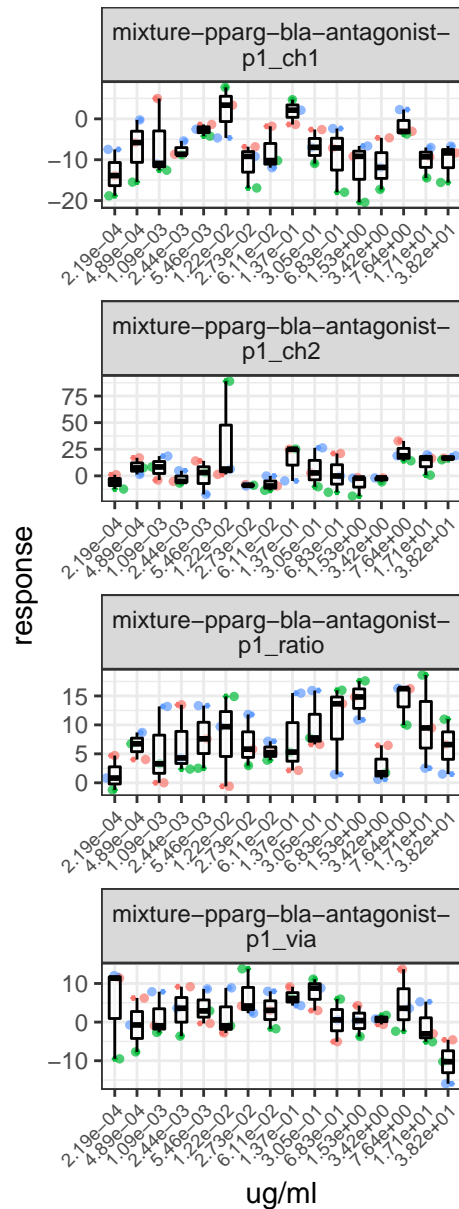 mixture−pparg−bla−antagonist−
p1_ch1
0
−10
−20
2.19e−04
4.89e−04
1.09e−03
2.44e−03
5.46e−03
1.22e−02
2.73e−02
6.11e−02
1.37e−01
3.05e−01
6.83e−01
1.53e+00
3.42e+00
7.64e+00
1.71e+01
3.82e+01
mixture−pparg−bla−antagonist−
p1_ch2
75
50
25
0
2.19e−04
4.89e−04
1.09e−03
2.44e−03
5.46e−03
1.22e−02
2.73e−02
6.11e−02
1.37e−01
3.05e−01
6.83e−01
1.53e+00
3.42e+00
7.64e+00
1.71e+01
3.82e+01
response
mixture−pparg−bla−antagonist−
p1_ratio
15
10
5
0
2.19e−04
4.89e−04
1.09e−03
2.44e−03
5.46e−03
1.22e−02
2.73e−02
6.11e−02
1.37e−01
3.05e−01
6.83e−01
1.53e+00
3.42e+00
7.64e+00
1.71e+01
3.82e+01
mixture−pparg−bla−antagonist−
p1_via
10
0
−10
2.19e−04
4.89e−04
1.09e−03
2.44e−03
5.46e−03
1.22e−02
2.73e−02
6.11e−02
1.37e−01
3.05e−01
6.83e−01
1.53e+00
3.42e+00
7.64e+00
1.71e+01
3.82e+01
ug/ml